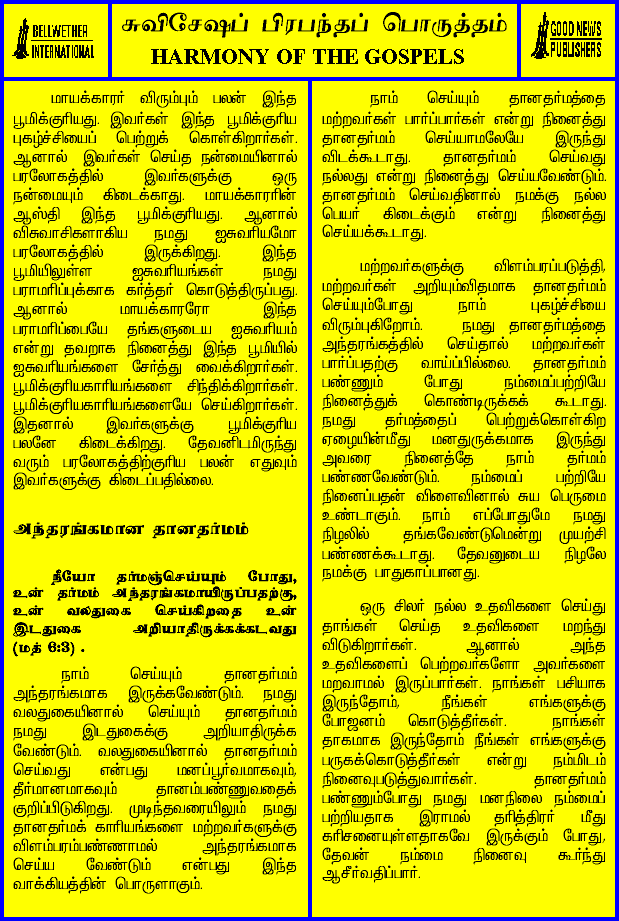 BELLWETHER
INTERNATIONAL
சுவிசேஷப் பிரபந்தப் பொருத்தம்
HARMONY OF THE GOSPELS
GOOD NEWS
PUBLISHERS
மாயக்காரர் விரும்பும் பலன் இந்த
பூமிக்குரியது. இவர்கள் இந்த பூமிக்குரிய
புகழ்ச்சியைப் பெற்றுக் கொள்கிறார்கள்.
ஆனால் இவர்கள் செய்த நன்மையினால்
பரலோகத்தில் இவர்களுக்கு ஒரு
நன்மையும் கிடைக்காது. மாயக்காரரின்
ஆஸ்தி இந்த பூமிக்குரியது. ஆனால்
விசுவாசிகளாகிய நமது ஐசுவரியமோ
பரலோகத்தில் இருக்கிறது. இந்த
பூமியிலுள்ள ஐசுவரியங்கள் நமது
பராமரிப்புக்காக கர்த்தர் கொடுத்திருப்பது.
ஆனால் மாயக்காரரோ இந்த
பராமரிப்பையே தங்களுடைய ஐசுவரியம்
என்று தவறாக நினைத்து இந்த பூமியில்
ஐசுவரியங்களை சேர்த்து வைக்கிறார்கள்.
பூமிக்குரியகாரியங்களை சிந்திக்கிறார்கள்.
பூமிக்குரியகாரியங்களையே செய்கிறார்கள்.
இதனால் இவர்களுக்கு பூமிக்குரிய
பலனே கிடைக்கிறது. தேவனிடமிருந்து
வரும் பரலோகத்திற்குரிய பலன் எதுவும்
இவர்களுக்கு கிடைப்பதில்லை.
அந்தரங்கமான தானதர்மம்
நீயோ தர்மஞ்செய்யும் போது,
உன் தர்மம் அந்தரங்கமாயிருப்பதற்கு,
உன் வலதுகை செய்கிறதை உன்
இடதுகை அறியாதிருக்கக்கடவது
(மத் 6:3) .
நாம் செய்யும் தானதர்மம்
அந்தரங்கமாக இருக்கவேண்டும். நமது
வலதுகையினால் செய்யும் தானதர்மம்
நமது இடதுகைக்கு அறியாதிருக்க
வேண்டும். வலதுகையினால் தானதர்மம்
செய்வது என்பது மனப்பூர்வமாகவும்,
தீர்மானமாகவும் தானம்பண்ணுவதைக்
குறிப்பிடுகிறது. முடிந்தவரையிலும் நமது
தானதர்மக் காரியங்களை மற்றவர்களுக்கு
விளம்பரம்பண்ணாமல் அந்தரங்கமாக
செய்ய வேண்டும் என்பது இந்த
வாக்கியத்தின் பொருளாகும்.
நாம் செய்யும் தானதர்மத்தை
மற்றவர்கள் பார்ப்பார்கள் என்று நினைத்து
தானதர்மம் செய்யாமலேயே இருந்து
விடக்கூடாது. தானதர்மம் செய்வது
நல்லது என்று நினைத்து செய்யவேண்டும்.
தானதர்மம் செய்வதினால் நமக்கு நல்ல
பெயர் கிடைக்கும் என்று நினைத்து
செய்யக்கூடாது.
மற்றவர்களுக்கு விளம்பரப்படுத்தி,
மற்றவர்கள் அறியும்விதமாக தானதர்மம்
செய்யும்போது நாம் புகழ்ச்சியை
விரும்புகிறோம். நமது தானதர்மத்தை
அந்தரங்கத்தில் செய்தால் மற்றவர்கள்
பார்ப்பதற்கு வாய்ப்பில்லை. தானதர்மம்
பண்ணும் போது நம்மைப்பற்றியே
நினைத்துக் கொண்டிருக்கக் கூடாது.
நமது தர்மத்தைப் பெற்றுக்கொள்கிற
ஏழையின்மீது மனதுருக்கமாக இருந்து
அவரை நினைத்தே நாம் தர்மம்
பண்ணவேண்டும். நம்மைப் பற்றியே
நினைப்பதன் விளைவினால் சுய பெருமை
உண்டாகும். நாம் எப்போதுமே நமது
நிழலில் தங்கவேண்டுமென்று முயற்சி
பண்ணக்கூடாது. தேவனுடைய நிழலே
நமக்கு பாதுகாப்பானது.
ஒரு சிலர் நல்ல உதவிகளை செய்து
தாங்கள் செய்த உதவிகளை மறந்து
விடுகிறார்கள். ஆனால் அந்த
உதவிகளைப் பெற்றவர்களோ அவர்களை
மறவாமல் இருப்பார்கள். நாங்கள் பசியாக
இருந்தோம், நீங்கள் எங்களுக்கு
போஜனம் கொடுத்தீர்கள். நாங்கள்
தாகமாக இருந்தோம் நீங்கள் எங்களுக்கு
பருகக்கொடுத்தீர்கள் என்று நம்மிடம்
நினைவுபடுத்துவார்கள். தானதர்மம்
பண்ணும்போது நமது மனநிலை நம்மைப்
பற்றியதாக இராமல் தரித்திரர் மீது
கரிசனையுள்ளதாகவே இருக்கும் போது,
தேவன் நம்மை நினைவு கூர்ந்து
ஆசீர்வதிப்பார்.